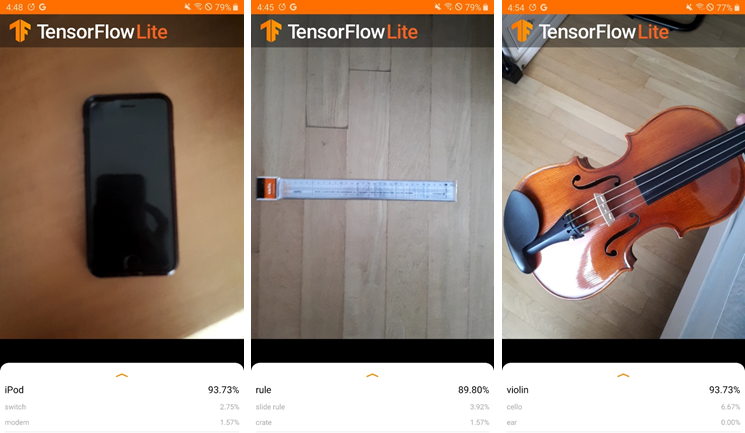 4:48 G 79%
TensorFlow Lite
iPod 93.73%
switch 2.75%
modem 1.57%
4:45 G 79%
TensorFlow Lite
rule 89.80%
slide rule 3.92%
crate 1.57%
4:54 G 77%
TensorFlow Lite
violin 93.73%
cello 6.67%
ear 0.00%